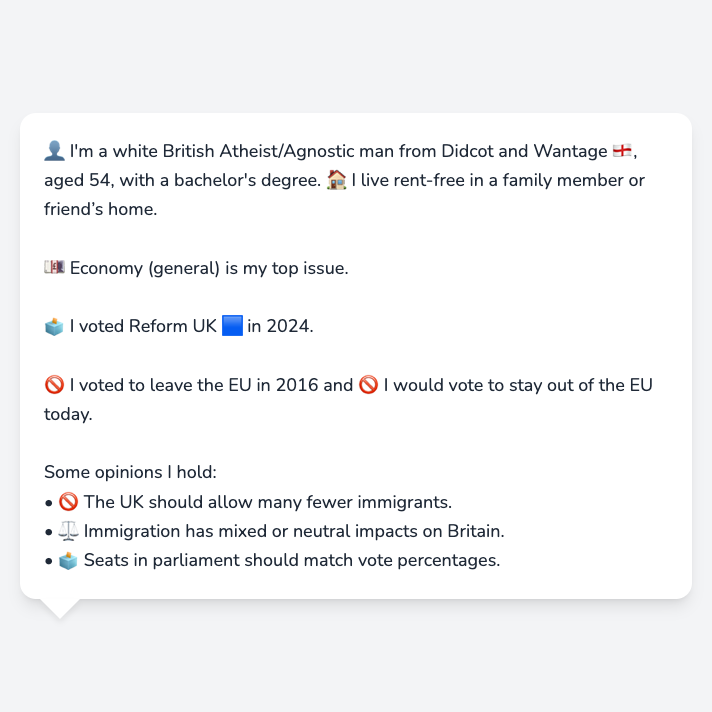 👤 I'm a white British Atheist/Agnostic man from Didcot and Wantage 🏴󠁧󠁢󠁥󠁮󠁧󠁿,
aged 54, with a bachelor's degree. 🏠 I live rent-free in a family member or
friend’s home.
💷 Economy (general) is my top issue.
🗳️ I voted Reform UK 🟦 in 2024.
🚫 I voted to leave the EU in 2016 and 🚫 I would vote to stay out of the EU
today.
Some opinions I hold:
• 🚫 The UK should allow many fewer immigrants.
• ⚖️ Immigration has mixed or neutral impacts on Britain.
• 🗳️ Seats in parliament should match vote percentages.